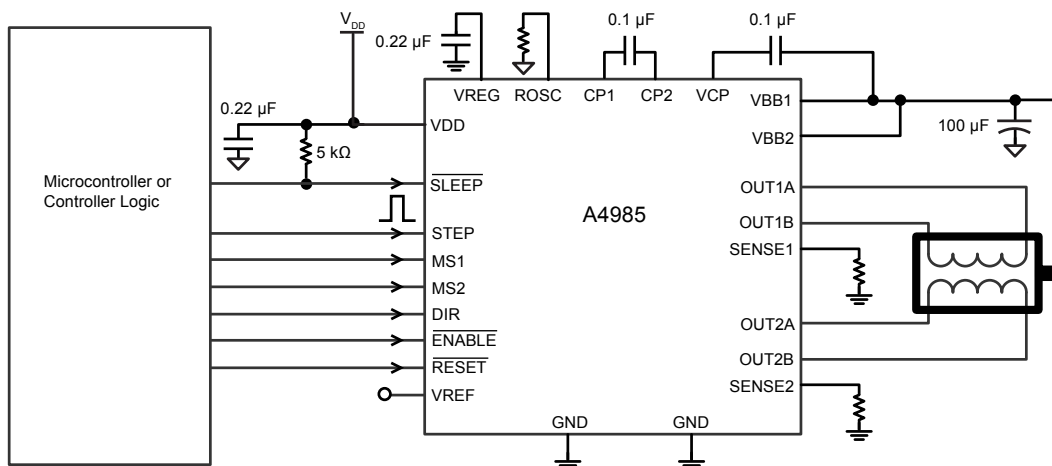 V_DD
0.22 µF
0.1 µF
0.1 µF
VREG
ROSC
CP1
CP2
VCP
0.22 µF
VDD
VBB1
100 µF
VBB2
5 kΩ
Microcontroller or
Controller Logic
SLEEP
OUT1A
A4985
OUT1B
STEP
SENSE1
MS1
MS2
DIR
OUT2A
ENABLE
OUT2B
RESET
SENSE2
VREF
GND
GND